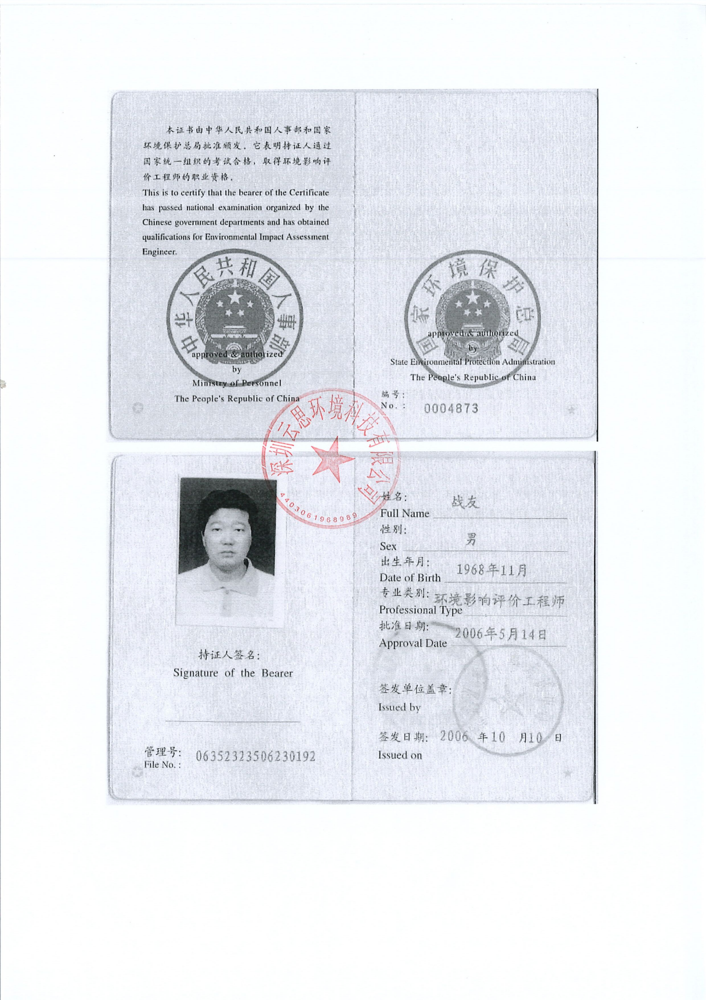 本证书由中华人民共和国人事部和国家
环境保护总局批准颁发。它表明持证人通过
国家统一组织的考试合格，取得环境影响评
价工程师的职业资格。
This is to certify that the bearer of the Certificate
has passed national examination organized by the
Chinese government departments and has obtained
qualifications for Environmental Impact Assessment
Engineer.
中华人民共和国人事部
approved & authorized
by
Ministry of Personnel
The People's Republic of China
国家环境保护总局
approved & authorized
by
State Environmental Protection Administration
The People's Republic of China
编号：
No. : 0004873
深圳云思环境科技有限公司
4403061968989
持证人签名：
Signature of the Bearer
管理号：
File No. : 06352323506230192
姓名： 战友
Full Name
性别： 男
Sex
出生年月： 1968年11月
Date of Birth
专业类别： 环境影响评价工程师
Professional Type
批准日期： 2006年5月14日
Approval Date
签发单位盖章：
Issued by
签发日期： 2006 年10 月10 日
Issued on